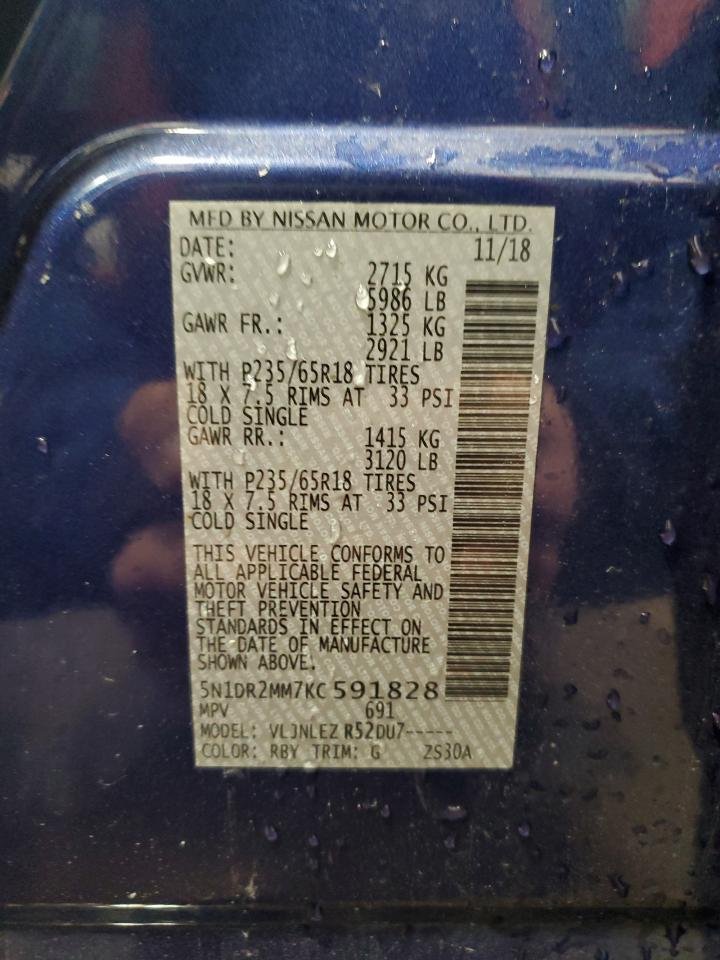 MFD BY NISSAN MOTOR CO., LTD.
DATE: 11/18
GVWR: 2715 KG
5986 LB
GAWR FR.: 1325 KG
2921 LB
WITH P235/65R18 TIRES
18 X 7.5 RIMS AT 33 PSI
COLD SINGLE
GAWR RR.: 1415 KG
3120 LB
WITH P235/65R18 TIRES
18 X 7.5 RIMS AT 33 PSI
COLD SINGLE
THIS VEHICLE CONFORMS TO
ALL APPLICABLE FEDERAL
MOTOR VEHICLE SAFETY AND
THEFT PREVENTION
STANDARDS IN EFFECT ON
THE DATE OF MANUFACTURE
SHOWN ABOVE.
5N1DR2MM7KC591828
MPV 691
MODEL: VLJNLEZ R52DU7-----
COLOR: RBY TRIM: G 2S30A